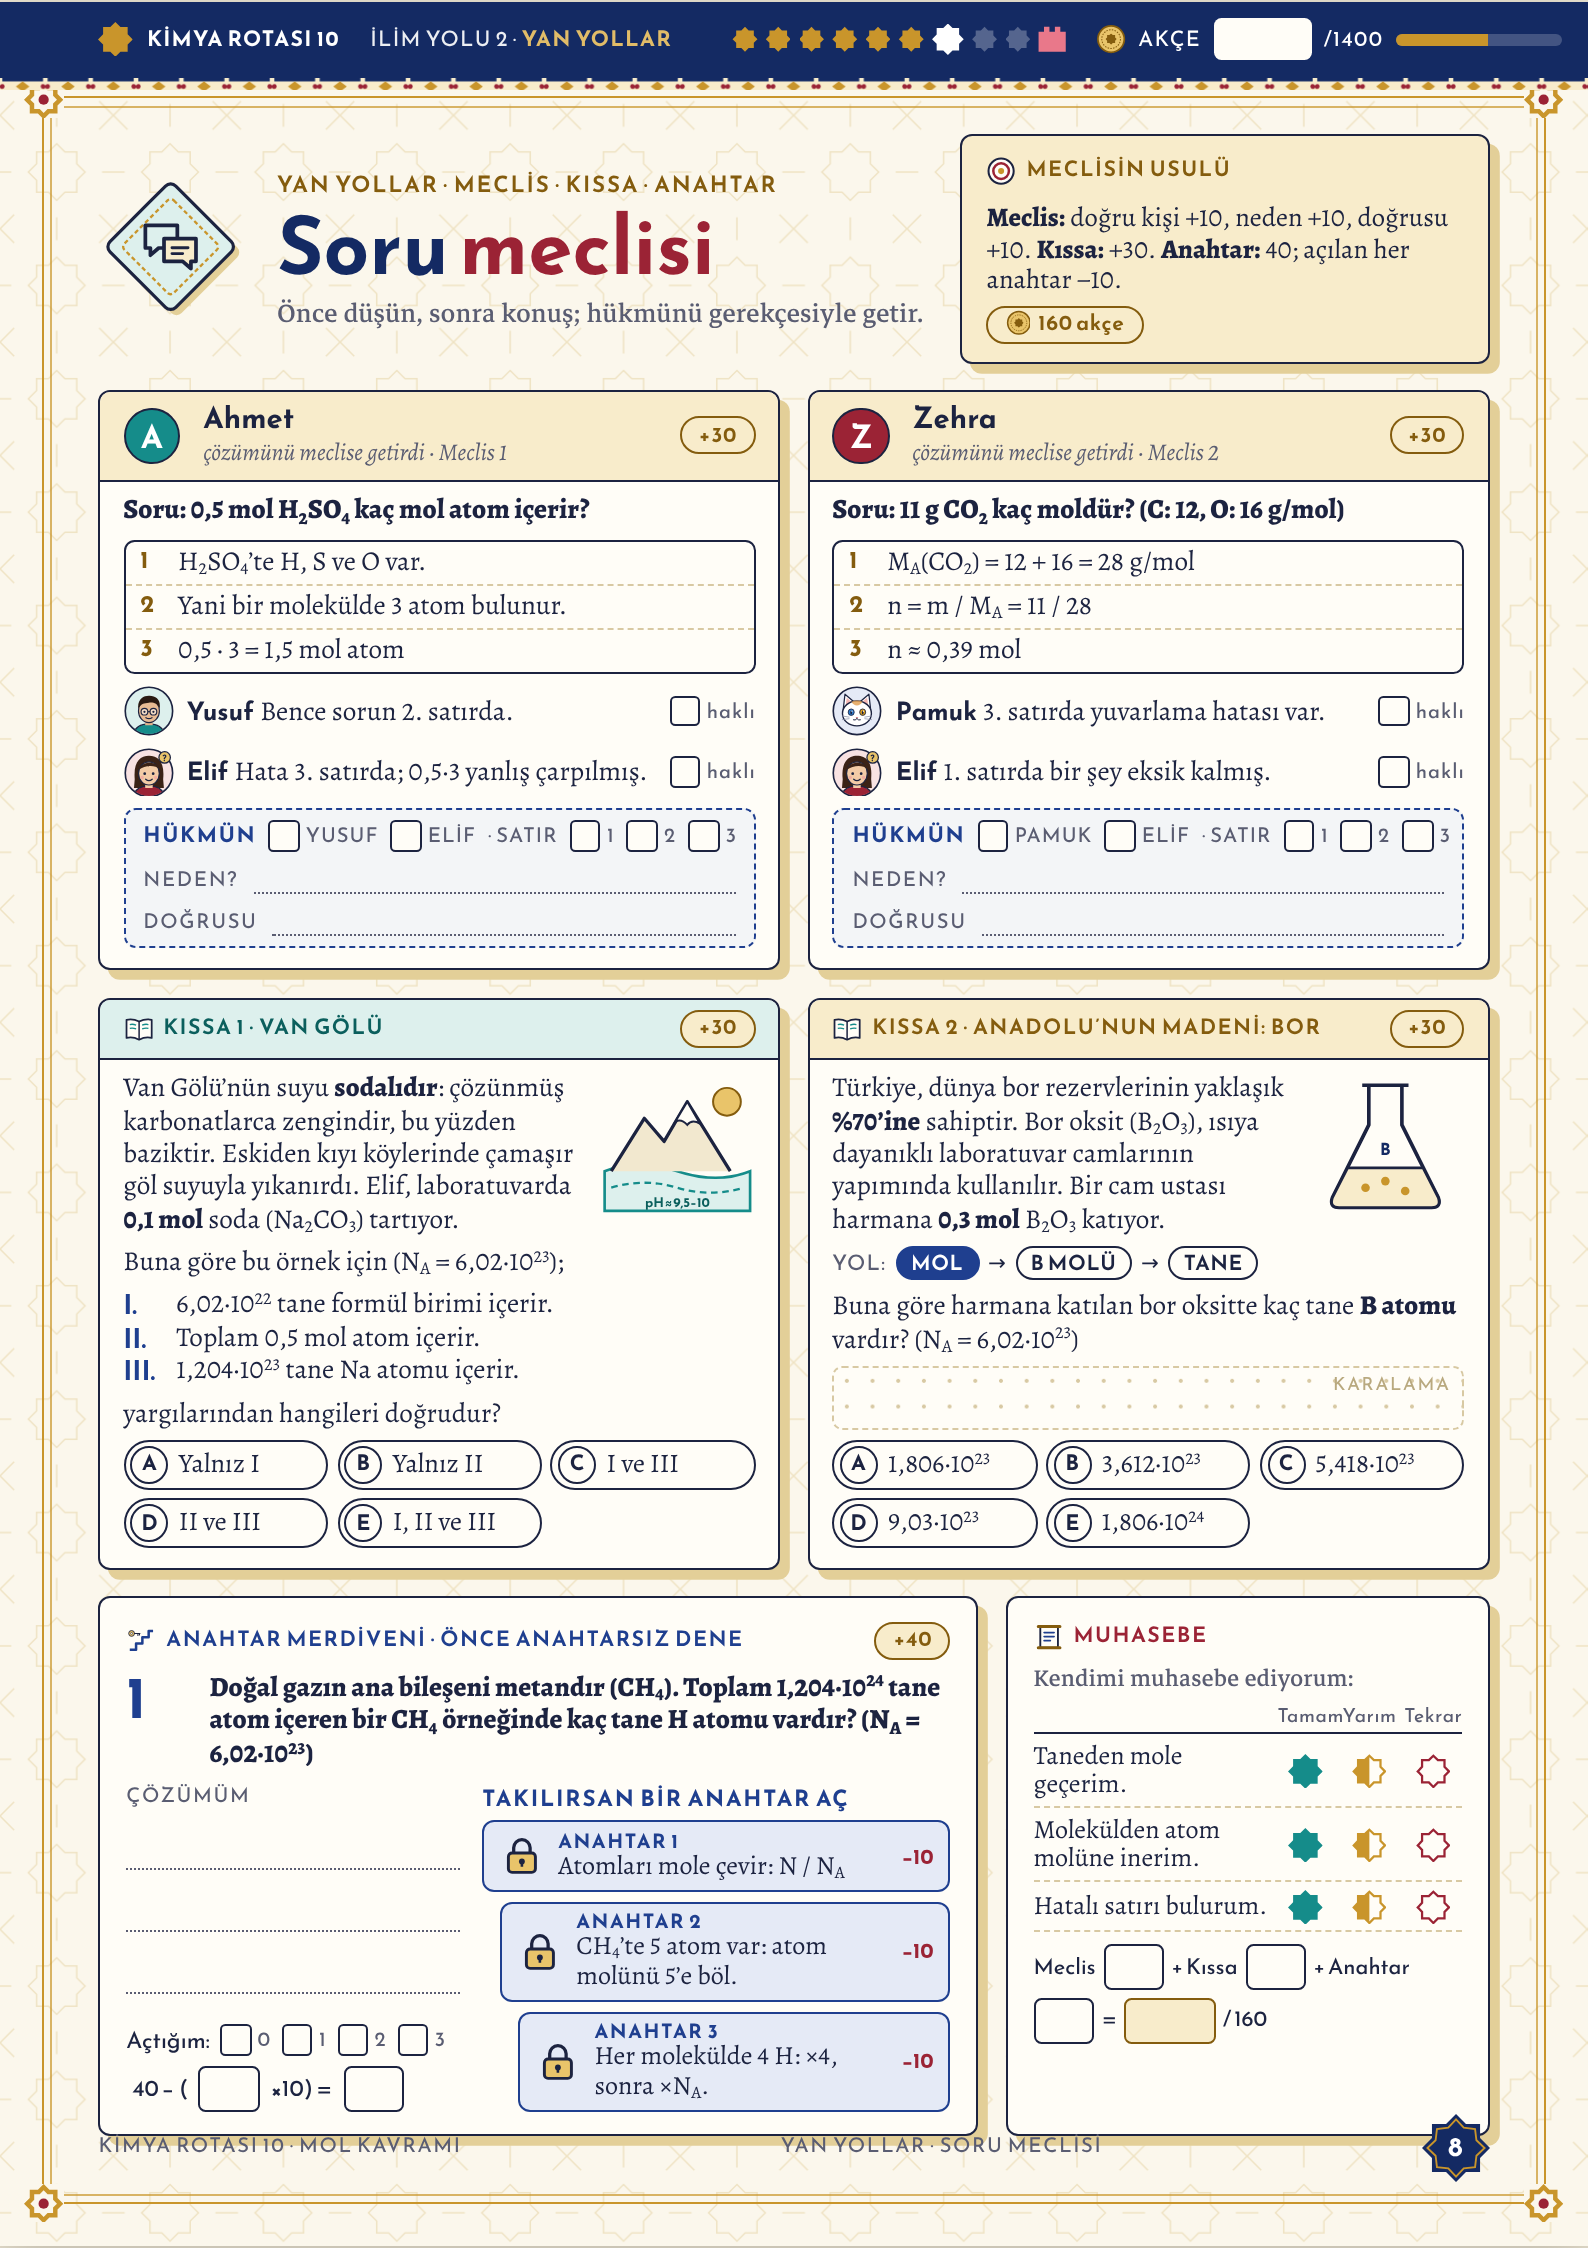 KİMYA ROTASI 10 İLİM YOLU 2 · YAN YOLLAR AKÇE /1400
YAN YOLLAR · MECLİS · KISSA · ANAHTAR
Soru meclisi
Önce düşün, sonra konuş; hükmünü gerekçesiyle getir.
MECLİSİN USULÜ
Meclis: doğru kişi +10, neden +10, doğrusu
+10. Kıssa: +30. Anahtar: 40; açılan her
anahtar −10.
160 akçe
A Ahmet
çözümünü meclise getirdi · Meclis 1
+30
Soru: 0,5 mol H₂SO₄ kaç mol atom içerir?
1 H₂SO₄’te H, S ve O var.
2 Yani bir molekülde 3 atom bulunur.
3 0,5 · 3 = 1,5 mol atom
Yusuf Bence sorun 2. satırda. haklı
Elif Hata 3. satırda; 0,5·3 yanlış çarpılmış. haklı
HÜKMÜN YUSUF ELİF · SATIR 1 2 3
NEDEN?
DOĞRUSU
Z Zehra
çözümünü meclise getirdi · Meclis 2
+30
Soru: 11 g CO₂ kaç moldür? (C: 12, O: 16 g/mol)
1 M_A(CO₂) = 12 + 16 = 28 g/mol
2 n = m / M_A = 11 / 28
3 n ≈ 0,39 mol
Pamuk 3. satırda yuvarlama hatası var. haklı
Elif 1. satırda bir şey eksik kalmış. haklı
HÜKMÜN PAMUK ELİF · SATIR 1 2 3
NEDEN?
DOĞRUSU
KISSA 1 · VAN GÖLÜ +30
Van Gölü’nün suyu sodalıdır: çözünmüş
karbonatlarca zengindir, bu yüzden
baziktir. Eskiden kıyı köylerinde çamaşır
göl suyuyla yıkanırdı. Elif, laboratuvarda
0,1 mol soda (Na₂CO₃) tartıyor.
pH≈9,5–10
Buna göre bu örnek için (N_A = 6,02·10²³);
I. 6,02·10²² tane formül birimi içerir.
II. Toplam 0,5 mol atom içerir.
III. 1,204·10²³ tane Na atomu içerir.
yargılarından hangileri doğrudur?
A Yalnız I B Yalnız II C I ve III
D II ve III E I, II ve III
KISSA 2 · ANADOLU’NUN MADENİ: BOR +30
Türkiye, dünya bor rezervlerinin yaklaşık
%70’ine sahiptir. Bor oksit (B₂O₃), ısıya
dayanıklı laboratuvar camlarının
yapımında kullanılır. Bir cam ustası
harmana 0,3 mol B₂O₃ katıyor.
B
YOL: MOL → B MOLÜ → TANE
Buna göre harmana katılan bor oksitte kaç tane B atomu
vardır? (N_A = 6,02·10²³)
KARALAMA
A 1,806·10²³ B 3,612·10²³ C 5,418·10²³
D 9,03·10²³ E 1,806·10²⁴
ANAHTAR MERDİVENİ · ÖNCE ANAHTARSIZ DENE +40
1 Doğal gazın ana bileşeni metandır (CH₄). Toplam 1,204·10²⁴ tane
atom içeren bir CH₄ örneğinde kaç tane H atomu vardır? (N_A =
6,02·10²³)
ÇÖZÜMÜM
Açtığım: 0 1 2 3
40 – ( ×10) =
TAKILIRSAN BİR ANAHTAR AÇ
ANAHTAR 1
Atomları mole çevir: N / N_A
–10
ANAHTAR 2
CH₄’te 5 atom var: atom
molünü 5’e böl.
–10
ANAHTAR 3
Her molekülde 4 H: ×4,
sonra ×N_A.
–10
MUHASEBE
Kendimi muhasebe ediyorum:
Tamam Yarım Tekrar
Taneden mole
geçerim.
Molekülden atom
molüne inerim.
Hatalı satırı bulurum.
Meclis + Kıssa + Anahtar
= / 160
KİMYA ROTASI 10 · MOL KAVRAMI YAN YOLLAR · SORU MECLİSİ 8